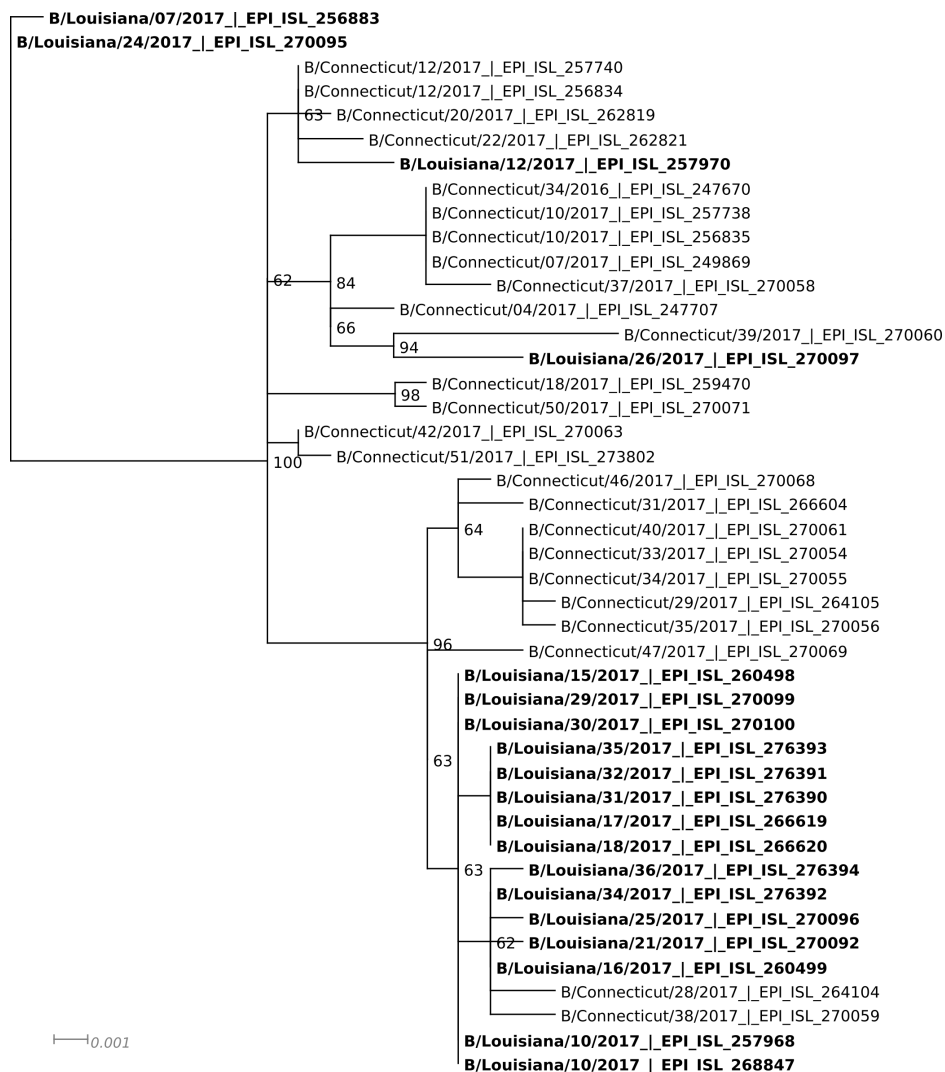 B/Louisiana/07/2017_|_EPI_ISL_256883
B/Louisiana/24/2017_|_EPI_ISL_270095
B/Connecticut/12/2017_|_EPI_ISL_257740
B/Connecticut/12/2017_|_EPI_ISL_256834
63 B/Connecticut/20/2017_|_EPI_ISL_262819
B/Connecticut/22/2017_|_EPI_ISL_262821
B/Louisiana/12/2017_|_EPI_ISL_257970
B/Connecticut/34/2016_|_EPI_ISL_247670
B/Connecticut/10/2017_|_EPI_ISL_257738
B/Connecticut/10/2017_|_EPI_ISL_256835
B/Connecticut/07/2017_|_EPI_ISL_249869
62 84 B/Connecticut/37/2017_|_EPI_ISL_270058
B/Connecticut/04/2017_|_EPI_ISL_247707
66
B/Connecticut/39/2017_|_EPI_ISL_270060
94
B/Louisiana/26/2017_|_EPI_ISL_270097
B/Connecticut/18/2017_|_EPI_ISL_259470
98
B/Connecticut/50/2017_|_EPI_ISL_270071
B/Connecticut/42/2017_|_EPI_ISL_270063
100 B/Connecticut/51/2017_|_EPI_ISL_273802
B/Connecticut/46/2017_|_EPI_ISL_270068
B/Connecticut/31/2017_|_EPI_ISL_266604
64 B/Connecticut/40/2017_|_EPI_ISL_270061
B/Connecticut/33/2017_|_EPI_ISL_270054
B/Connecticut/34/2017_|_EPI_ISL_270055
B/Connecticut/29/2017_|_EPI_ISL_264105
B/Connecticut/35/2017_|_EPI_ISL_270056
96 B/Connecticut/47/2017_|_EPI_ISL_270069
B/Louisiana/15/2017_|_EPI_ISL_260498
B/Louisiana/29/2017_|_EPI_ISL_270099
B/Louisiana/30/2017_|_EPI_ISL_270100
B/Louisiana/35/2017_|_EPI_ISL_276393
63
B/Louisiana/32/2017_|_EPI_ISL_276391
B/Louisiana/31/2017_|_EPI_ISL_276390
B/Louisiana/17/2017_|_EPI_ISL_266619
B/Louisiana/18/2017_|_EPI_ISL_266620
63 B/Louisiana/36/2017_|_EPI_ISL_276394
B/Louisiana/34/2017_|_EPI_ISL_276392
B/Louisiana/25/2017_|_EPI_ISL_270096
62 B/Louisiana/21/2017_|_EPI_ISL_270092
B/Louisiana/16/2017_|_EPI_ISL_260499
B/Connecticut/28/2017_|_EPI_ISL_264104
B/Connecticut/38/2017_|_EPI_ISL_270059
0.001
B/Louisiana/10/2017_|_EPI_ISL_257968
B/Louisiana/10/2017_|_EPI_ISL_268847